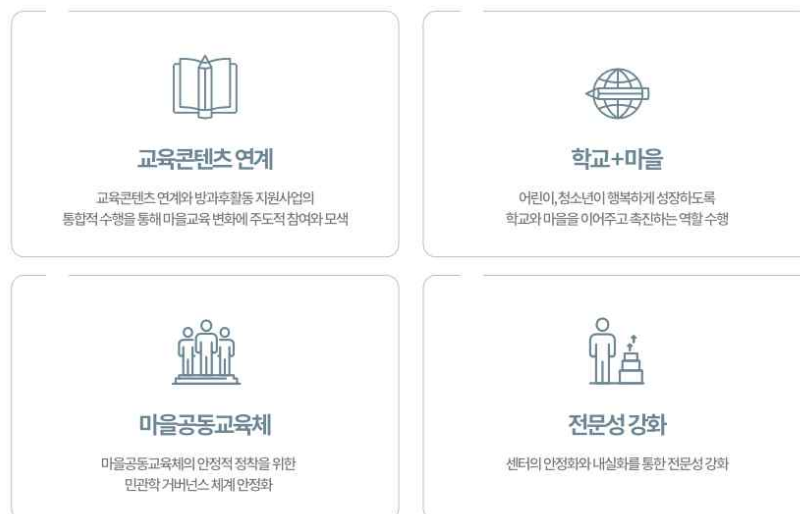 교육콘텐츠 연계
교육콘텐츠 연계와 방과후활동 지원사업의
통합적 수행을 통해 마을교육 변화에 주도적 참여와 모색
학교+마을
어린이,청소년이 행복하게 성장하도록
학교와 마을을 이어주고 촉진하는 역할 수행
마을공동교육체
마을공동교육체의 안정적 정착을 위한
민관학 거버넌스 체계 안정화
전문성 강화
센터의 안정화와 내실화를 통한 전문성 강화